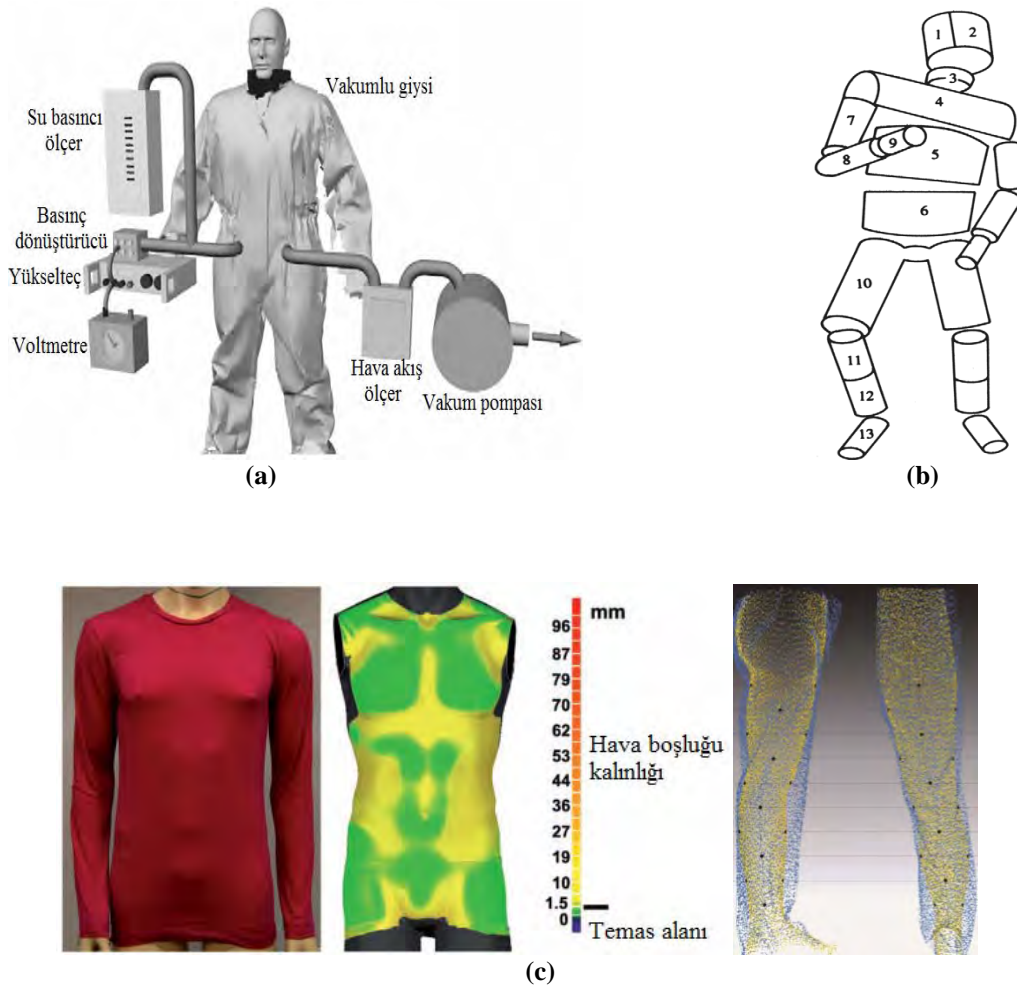 Vakumlu giysi
Su basıncı
ölçer
Basınç
dönüştürücü
Yükselteç
Voltmetre
Hava akış
ölçer
Vakum pompası
(a)
1
2
3
4
7
9
8
5
6
10
11
12
13
(b)
mm
96
87
79
70
62
53
44
36
27
19
10
1.5
0
Hava boşluğu
kalınlığı
Temas alanı
(c)